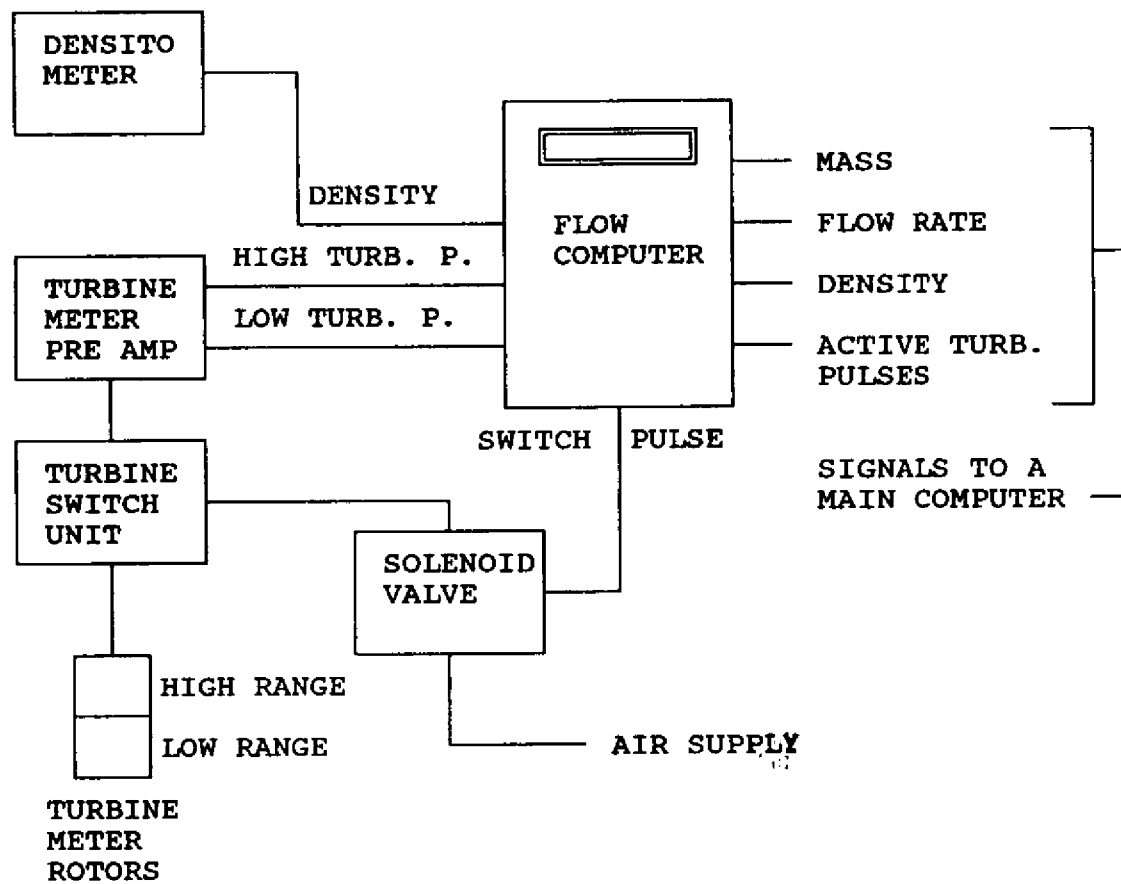 DENSITO
METER
DENSITY
HIGH TURB. P.
LOW TURB. P.
TURBINE
METER
PRE AMP
FLOW
COMPUTER
MASS
FLOW RATE
DENSITY
ACTIVE TURB.
PULSES
SWITCH PULSE
SIGNALS TO A
MAIN COMPUTER
TURBINE
SWITCH
UNIT
SOLENOID
VALVE
HIGH RANGE
LOW RANGE
AIR SUPPLY
TURBINE
METER
ROTORS